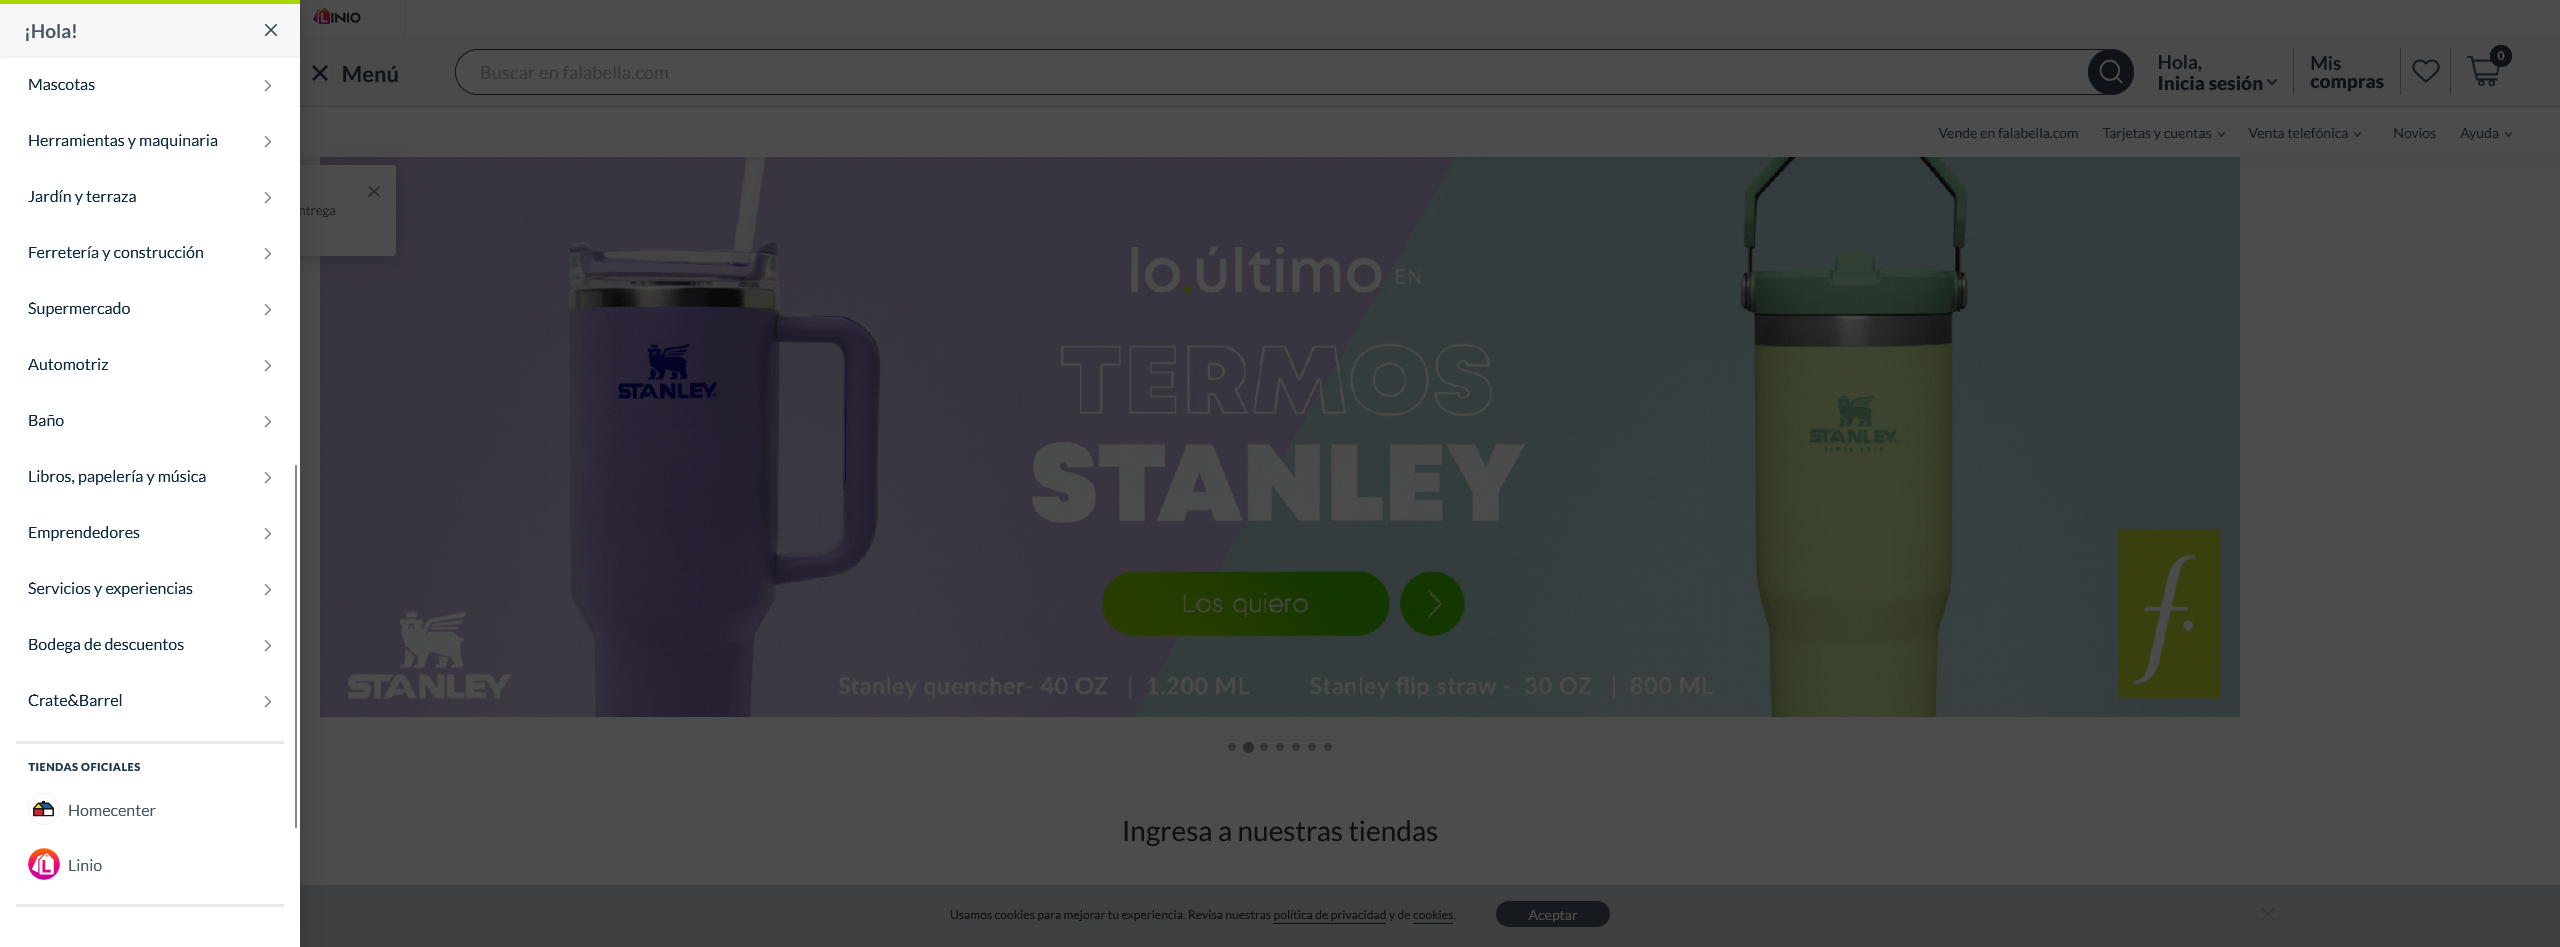 ¡Hola!
Mascotas
Herramientas y maquinaria
Jardín y terraza
Ferretería y construcción
Supermercado
Automotriz
Baño
Libros, papelería y música
Emprendedores
Servicios y experiencias
Bodega de descuentos
Crate&Barrel
TIENDAS OFICIALES
Homecenter
Linio
LINIO
Menú
Buscar en falabella.com
Hola,
Inicia sesión
Mis
compras
0
Vende en falabella.com
Tarjetas y cuentas
Venta telefónica
Novios
Ayuda
lo.último EN
TERMOS
STANLEY
Los quiero
STANLEY
STANLEY
STANLEY
Stanley quencher- 40 OZ | 1.200 ML
Stanley flip straw - 30 OZ | 800 ML
f.
Ingresa a nuestras tiendas
Usamos cookies para mejorar tu experiencia. Revisa nuestras política de privacidad y de cookies.
Aceptar